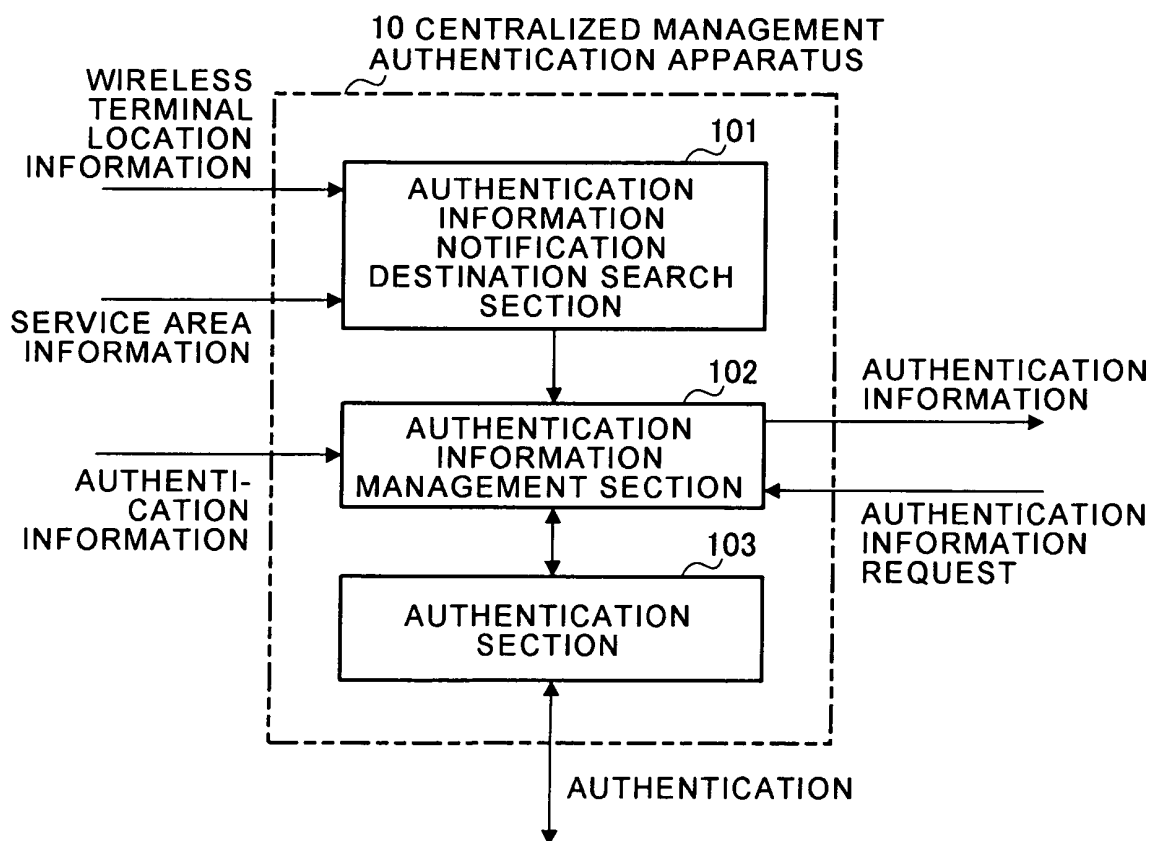 10 CENTRALIZED MANAGEMENT
AUTHENTICATION APPARATUS
WIRELESS
TERMINAL
LOCATION
INFORMATION
101
AUTHENTICATION
INFORMATION
NOTIFICATION
DESTINATION SEARCH
SECTION
SERVICE AREA
INFORMATION
102
AUTHENTICATION
INFORMATION
MANAGEMENT SECTION
AUTHENTICATION
INFORMATION
AUTHENTI-
CATION
INFORMATION
AUTHENTICATION
INFORMATION
REQUEST
103
AUTHENTICATION
SECTION
AUTHENTICATION